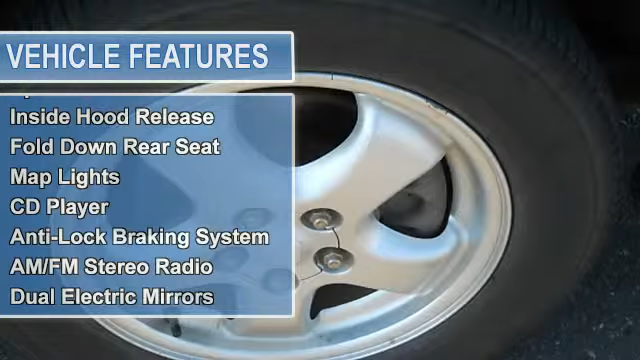 VEHICLE FEATURES
Inside Hood Release
Fold Down Rear Seat
Map Lights
CD Player
Anti-Lock Braking System
AM/FM Stereo Radio
Dual Electric Mirrors